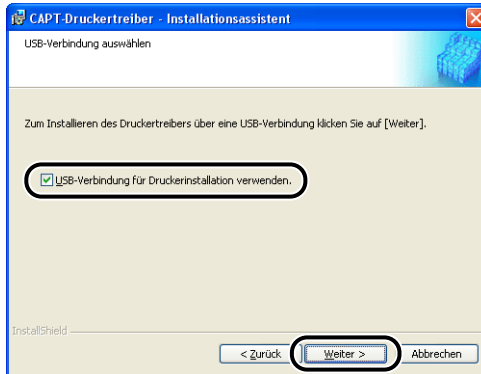 CAPT-Druckertreiber - Installationsassistent
USB-Verbindung auswählen
Zum Installieren des Druckertreibers über eine USB-Verbindung klicken Sie auf [Weiter].
USB-Verbindung für Druckerinstallation verwenden.
InstallShield
< Zurück
Weiter >
Abbrechen